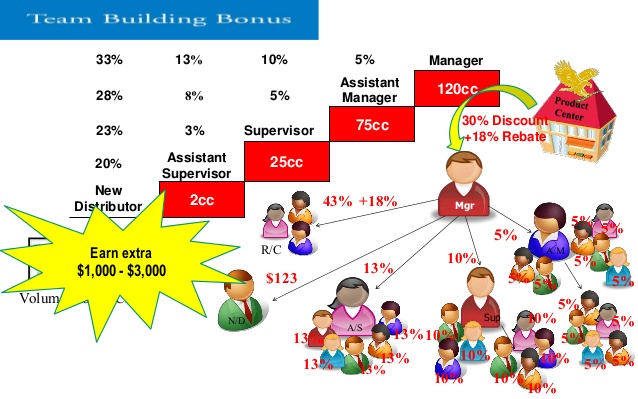 Team Building Bonus
33% 13% 10% 5% Manager
120cc
28% 8% 5% Assistant
Manager
75cc
23% 3% Supervisor
25cc
20% Assistant
Supervisor
2cc
New
Distributor
Product
Center
30% Discount
+18% Rebate
Mgr
43% +18%
R/C
Earn extra
$1,000 - $3,000
Volum
$123
N/D
13%
A/S
13%
13%
13%
13%
13%
10%
Sup
10%
10%
10%
10%
10%
10%
10%
5%
A/M
5%
5%
5%
5%
5%
5%
5%
5%
5%
5%
5%